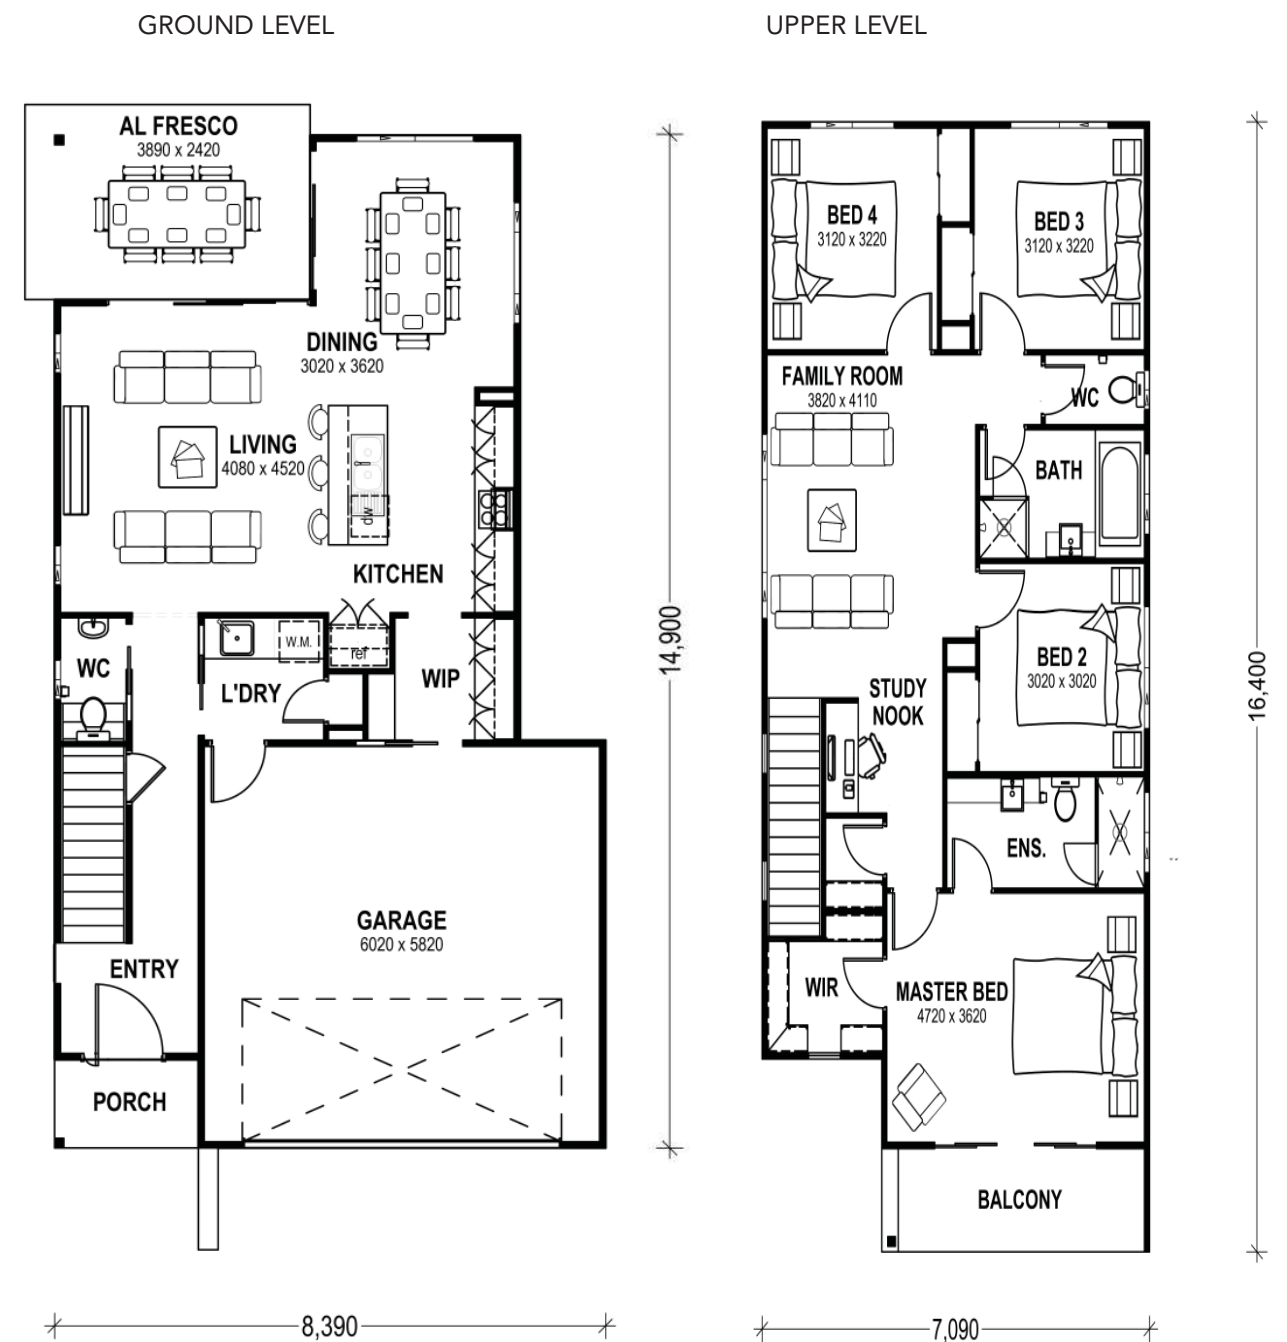 GROUND LEVEL
AL FRESCO
3890 x 2420
DINING
3020 x 3620
LIVING
4080 x 4520
dw
KITCHEN
WC
W.M.
ref
L'DRY
WIP
GARAGE
6020 x 5820
ENTRY
PORCH
14,900
8,390
UPPER LEVEL
BED 4
3120 x 3220
BED 3
3120 x 3220
FAMILY ROOM
3820 x 4110
WC
BATH
BED 2
3020 x 3020
STUDY
NOOK
ENS.
WIR
MASTER BED
4720 x 3620
BALCONY
16,400
7,090